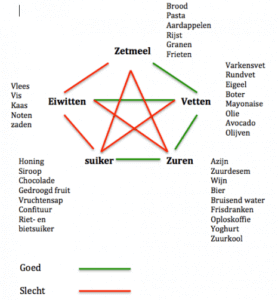 Brood
Pasta
Aardappelen
Rijst
Granen
Frieten
Zetmeel
Varkensvet
Rundvet
Eigeel
Boter
Mayonaise
Olie
Avocado
Olijven
Vlees
Vis
Kaas
Noten
zaden
Eiwitten
Vetten
suiker
Zuren
Honing
Siroop
Chocolade
Gedroogd fruit
Vruchtensap
Confituur
Riet- en
bietsuiker
Azijn
Zuurdesem
Wijn
Bier
Bruisend water
Frisdranken
Oploskoffie
Yoghurt
Zuurkool
Goed
Slecht